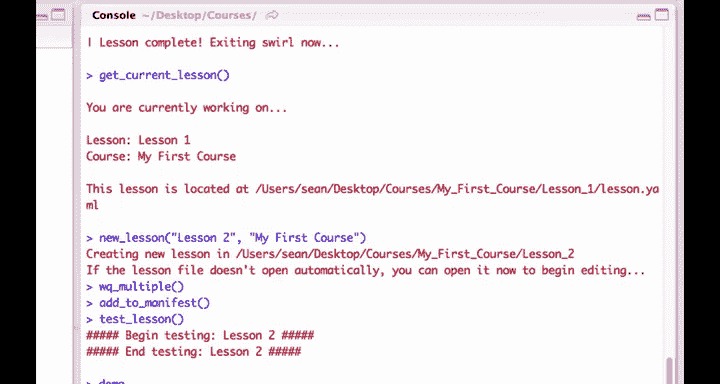 Console ~/Desktop/Courses/
| Lesson complete! Exiting swirl now...
> get_current_lesson()
You are currently working on...
Lesson: Lesson 1
Course: My First Course
This lesson is located at /Users/sean/Desktop/Courses/My_First_Course/Lesson_1/lesson.ya
ml
> new_lesson("Lesson 2", "My First Course")
Creating new lesson in /Users/sean/Desktop/Courses/My_First_Course/Lesson_2
If the lesson file doesn't open automatically, you can open it now to begin editing...
> wq_multiple()
> add_to_manifest()
> test_lesson()
##### Begin testing: Lesson 2 #####
##### End testing: Lesson 2 #####
> demo